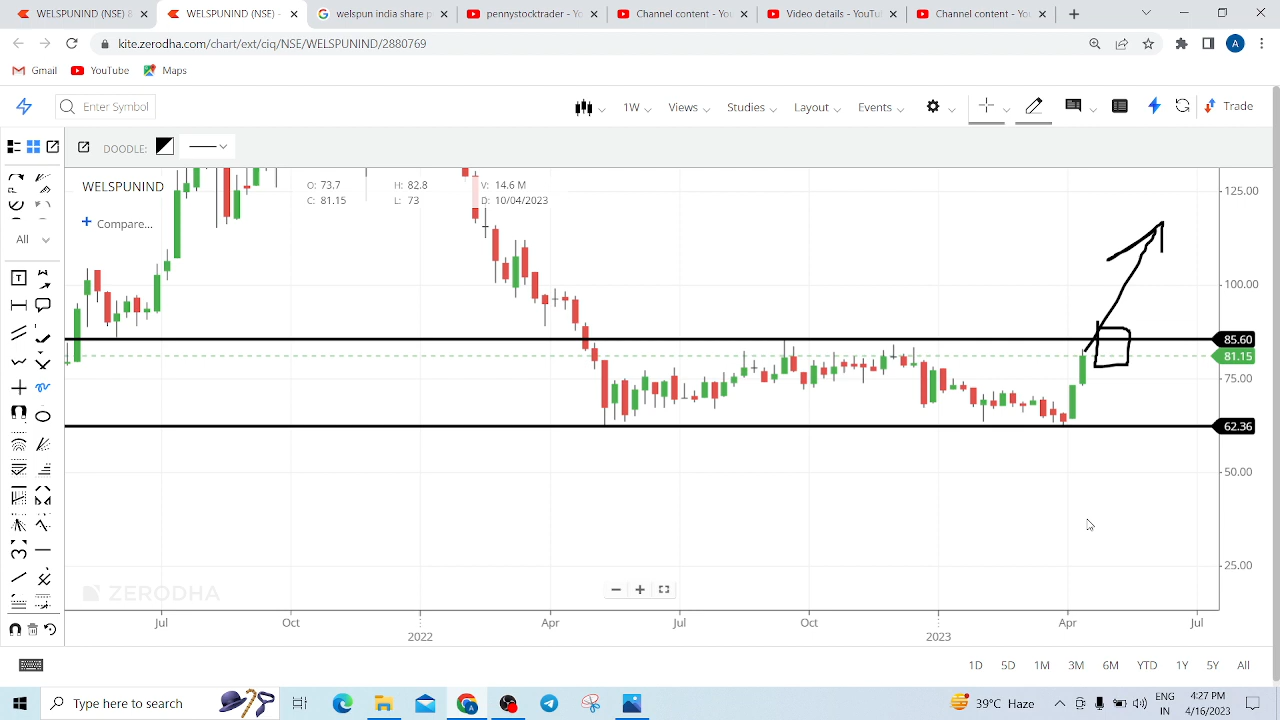 WELSPUNIND (NSE) - WELSPUNIND (NSE) - welspun india share p pennystocktrader - Yo Channel content - Yo Video details - YouTu Channel content - Yo
kite.zerodha.com/chart/ext/ciq/NSE/WELSPUNIND/2880769 A
Gmail YouTube Maps
Enter Symbol 1W Views Studies Layout Events Trade
DOODLE:
WELSPUNIND O: 73.7 H: 82.8 V: 14.6 M
C: 81.15 L: 73 D: 10/04/2023
+ Compare...
All
125.00
100.00
85.60
81.15
75.00
62.36
50.00
25.00
ZERODHA
Jul Oct 2022 Apr Jul Oct 2023 Apr Jul
1D 5D 1M 3M 6M YTD 1Y 5Y All
Type here to search 39°C Haze ENG 4:27 PM
IN 4/16/2023